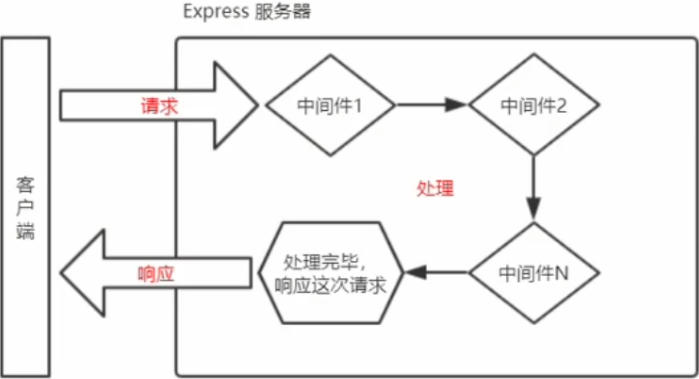 Express 服务器
请求
中间件1
中间件2
客
户
端
处理
响应
处理完毕，
响应这次请求
中间件N